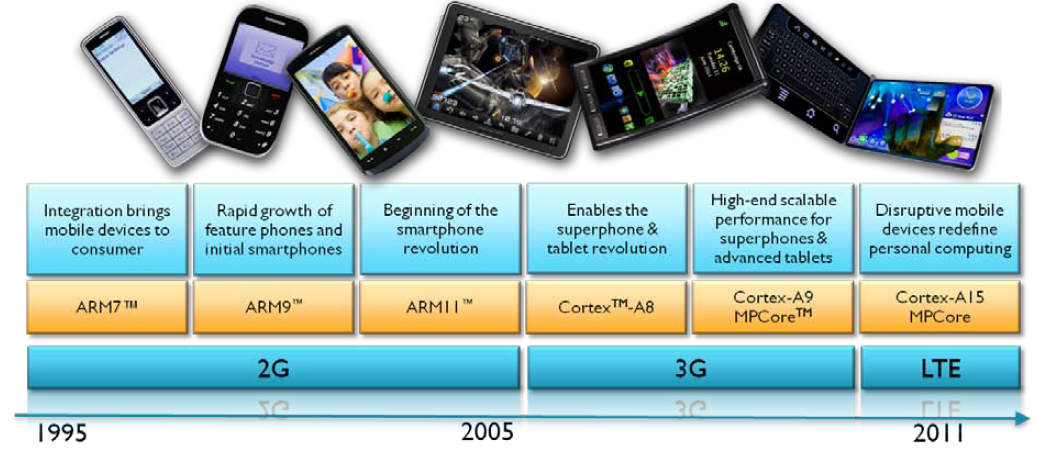 14:26
Integration brings
mobile devices to
consumer
Rapid growth of
feature phones and
initial smartphones
Beginning of the
smartphone
revolution
Enables the
superphone &
tablet revolution
High-end scalable
performance for
superphones &
advanced tablets
Disruptive mobile
devices redefine
personal computing
ARM7™
ARM9™
ARM11™
Cortex™-A8
Cortex-A9
MPCore™
Cortex-A15
MPCore
2G
3G
LTE
1995
2005
2011